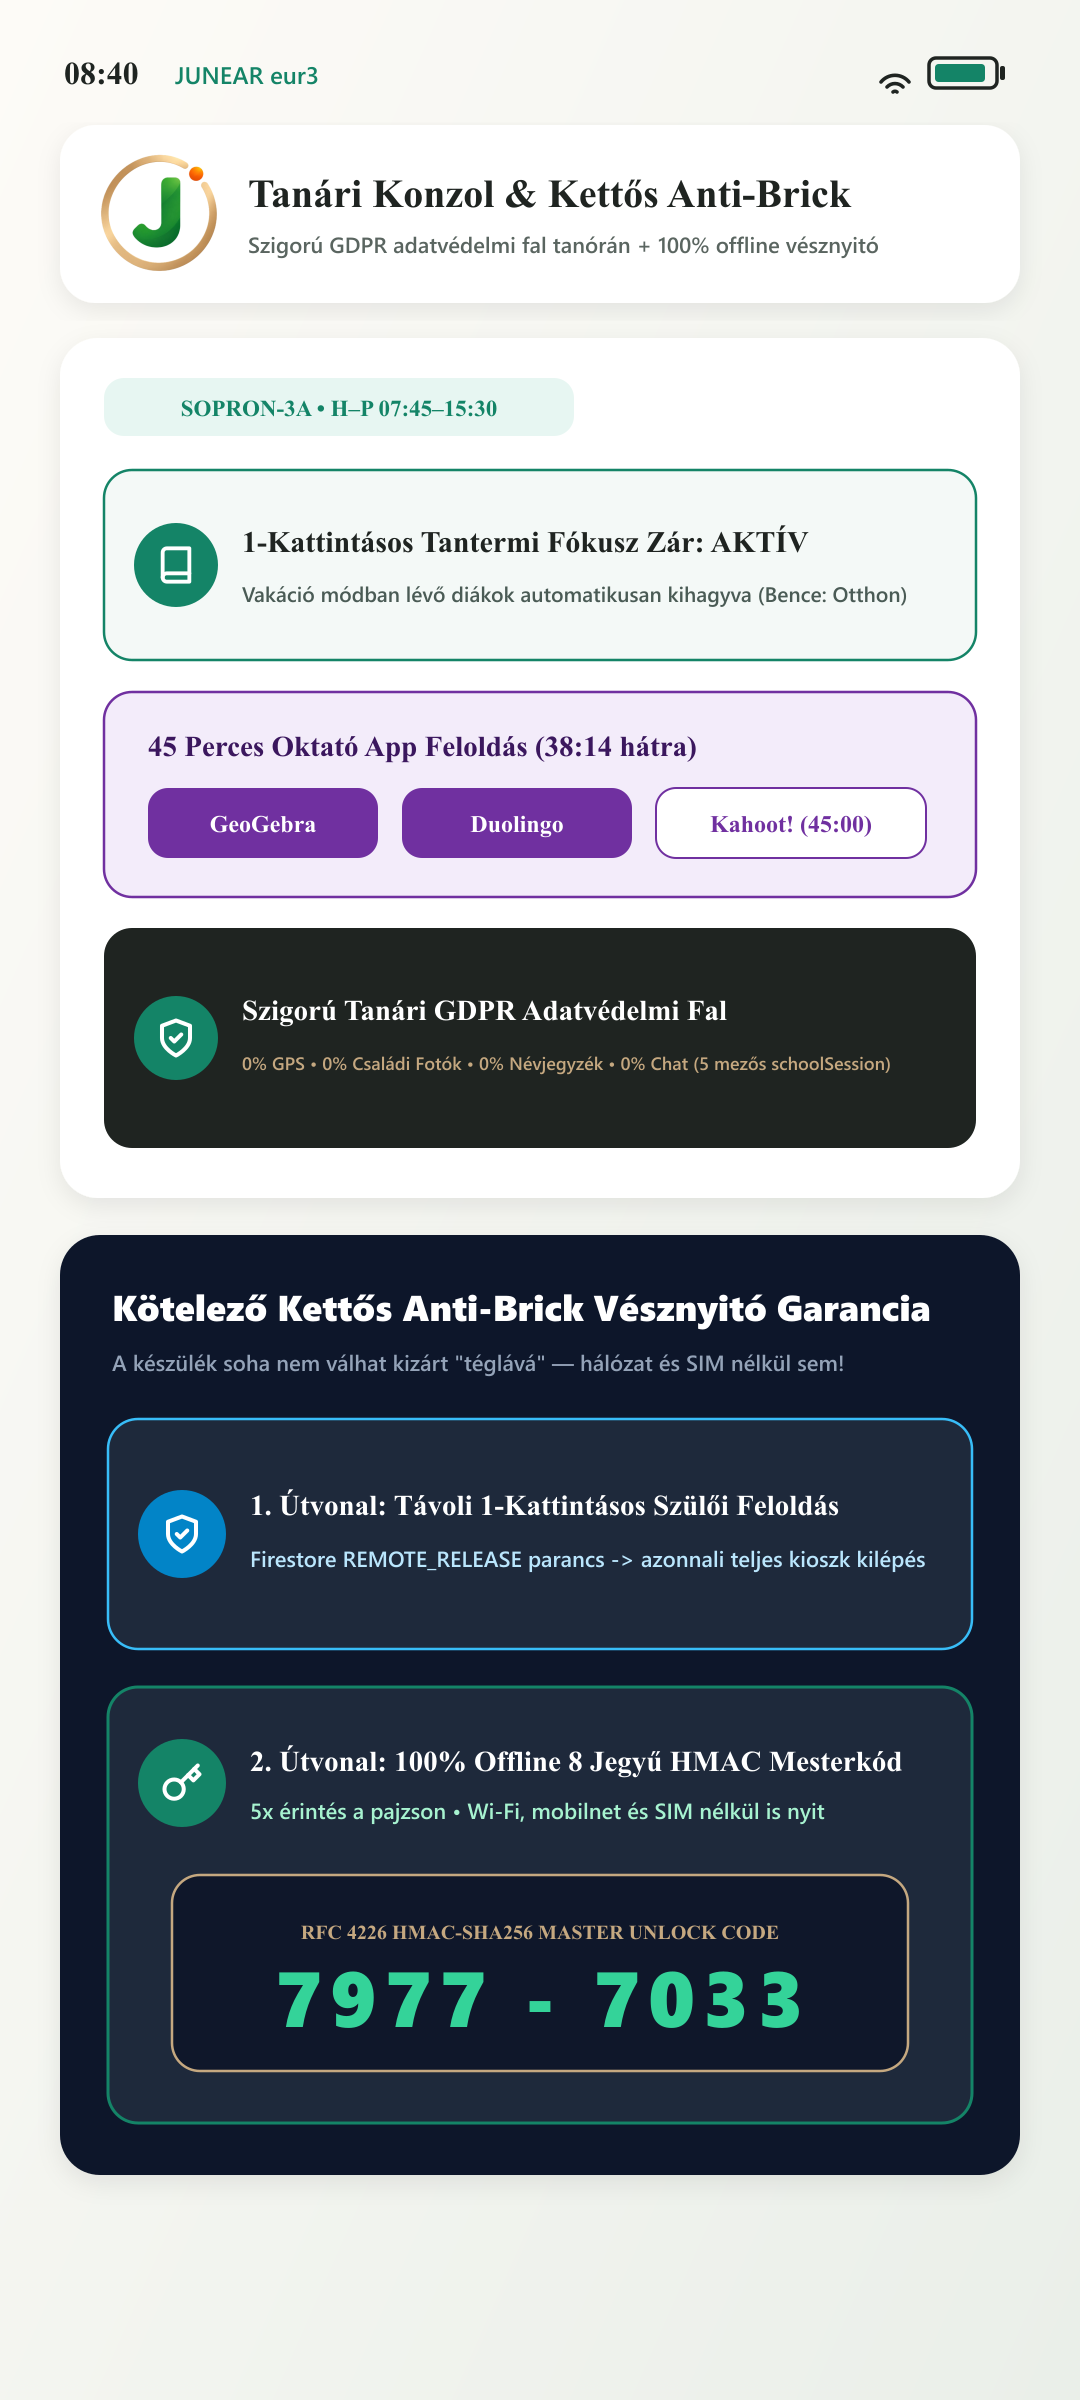 08:40 JUNEAR eur3
Tanári Konzol & Kettős Anti-Brick
Szigorú GDPR adatvédelmi fal tanórán + 100% offline vésznyitó
SOPRON-3A • H–P 07:45–15:30
1-Kattintásos Tantermi Fókusz Zár: AKTÍV
Vakáció módban lévő diákok automatikusan kihagyva (Bence: Otthon)
45 Perces Oktató App Feloldás (38:14 hátra)
GeoGebra Duolingo Kahoot! (45:00)
Szigorú Tanári GDPR Adatvédelmi Fal
0% GPS • 0% Családi Fotók • 0% Névjegyzék • 0% Chat (5 mezős schoolSession)
Kötelező Kettős Anti-Brick Vésznyitó Garancia
A készülék soha nem válhat kizárt "téglává" — hálózat és SIM nélkül sem!
1. Útvonal: Távoli 1-Kattintásos Szülői Feloldás
Firestore REMOTE_RELEASE parancs -> azonnali teljes kioszk kilépés
2. Útvonal: 100% Offline 8 Jegyű HMAC Mesterkód
5x érintés a pajzson • Wi-Fi, mobilnet és SIM nélkül is nyit
RFC 4226 HMAC-SHA256 MASTER UNLOCK CODE
7977 - 7033